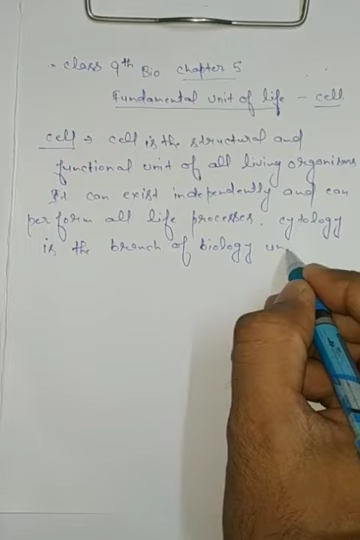 · class 9th Bio chapter 5
Fundamental unit of life - cell
cell → cell is the structural and
functional unit of all living organisms
It can exist independently and can
perform all life processes. cytology
is the branch of biology un